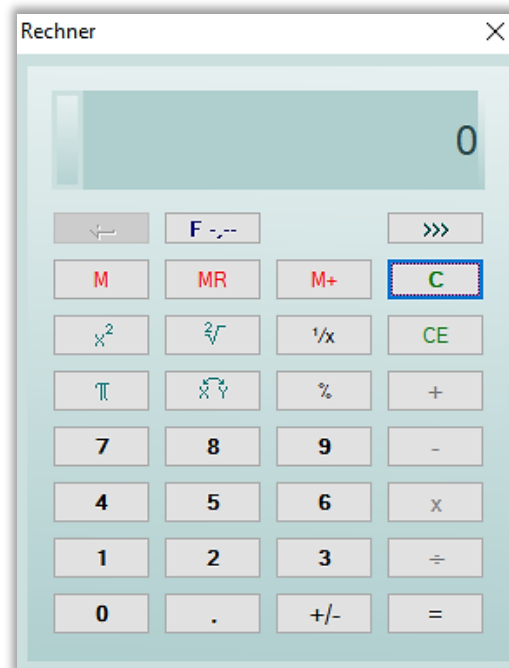 Rechner
0
F -,-- >>>
M MR M+ C
x² ²√ ¹/x CE
π X Y % +
7 8 9 -
4 5 6 x
1 2 3 ÷
0 . +/- =